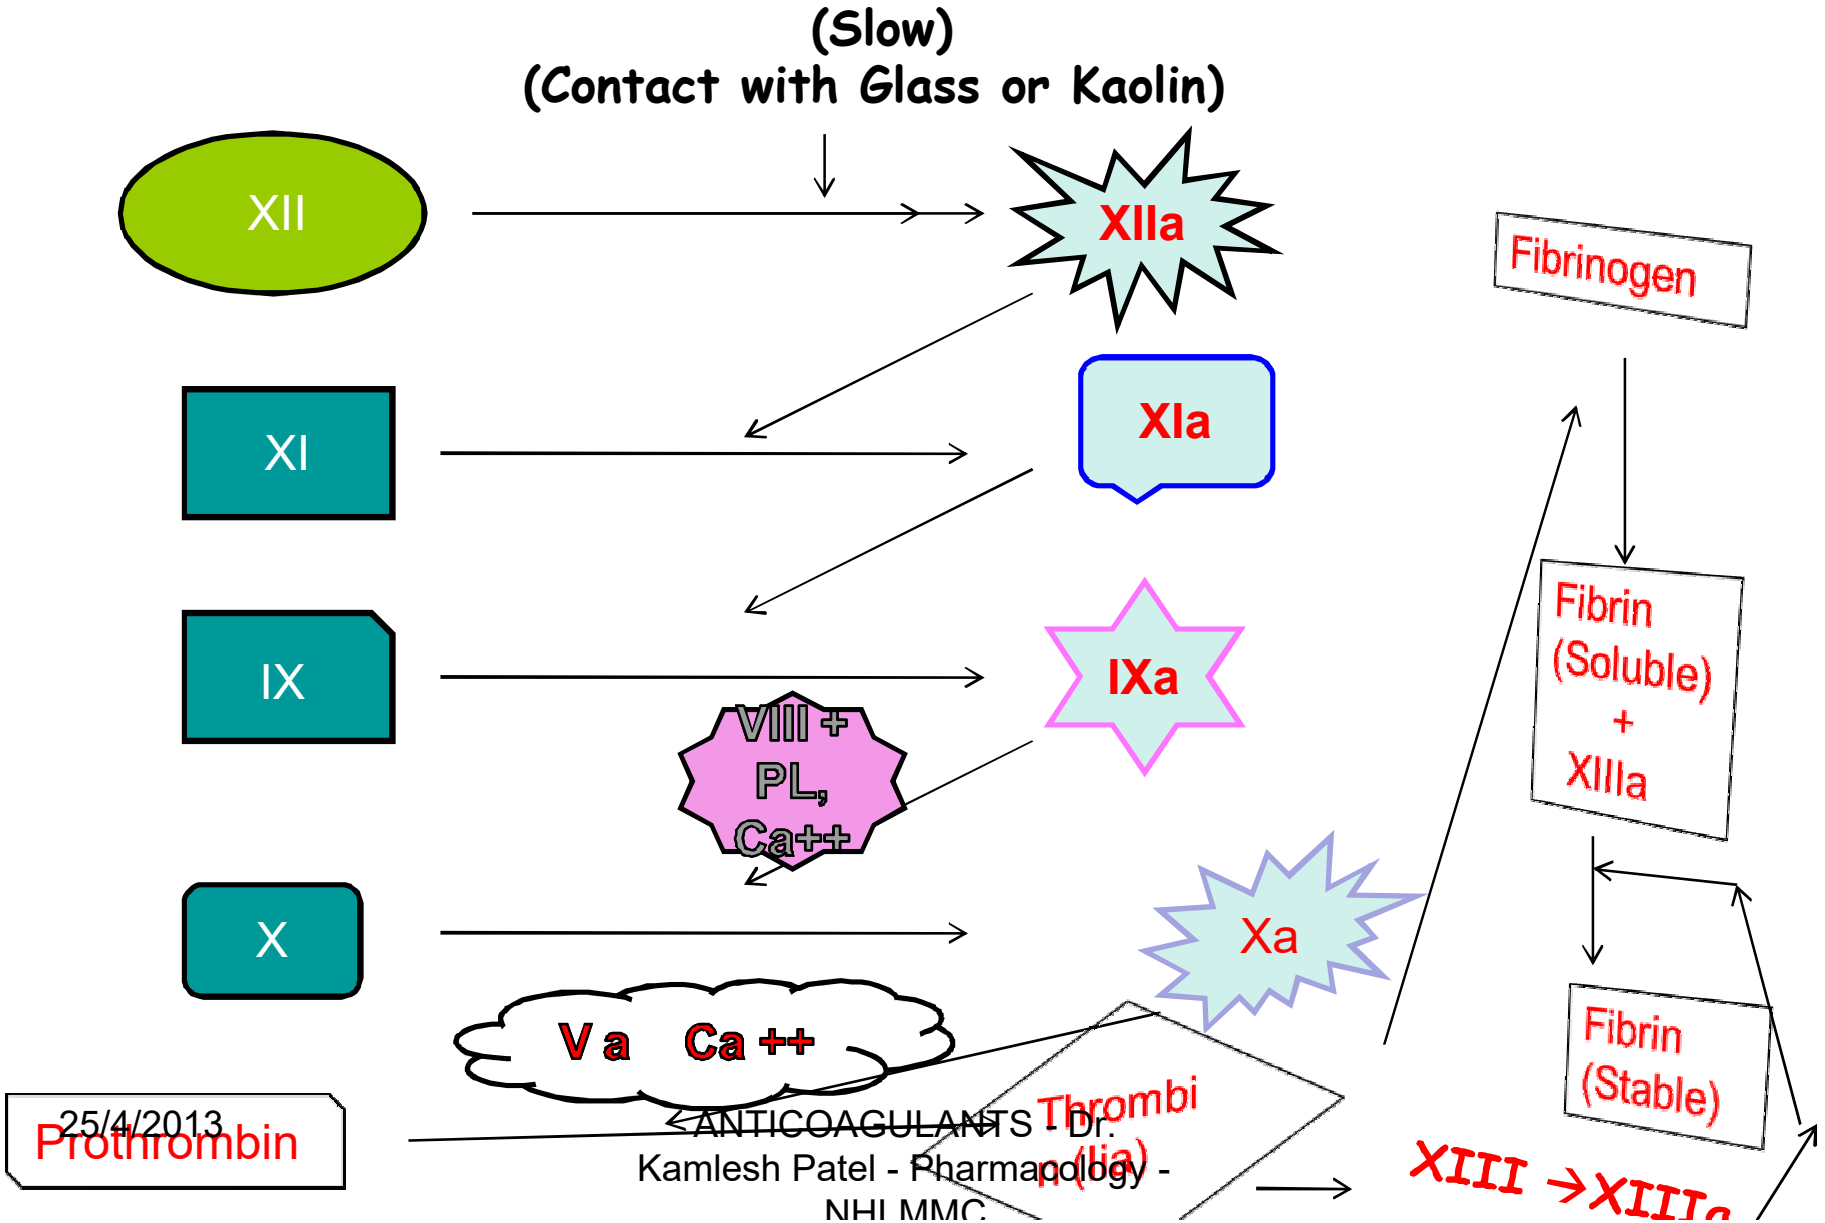 (Slow)
(Contact with Glass or Kaolin)
XII
XIIa
Fibrinogen
XI
XIa
Fibrin
(Soluble)
+
XIIIa
IX
IXa
VIII +
PL,
Ca++
X
Xa
V a Ca ++
Fibrin
(Stable)
Prothrombin
25/4/2013
Thrombi
n (IIa)
ANTICOAGULANTS - Dr.
Kamlesh Patel - Pharmacology -
NHLMMC
XIII →XIIIa